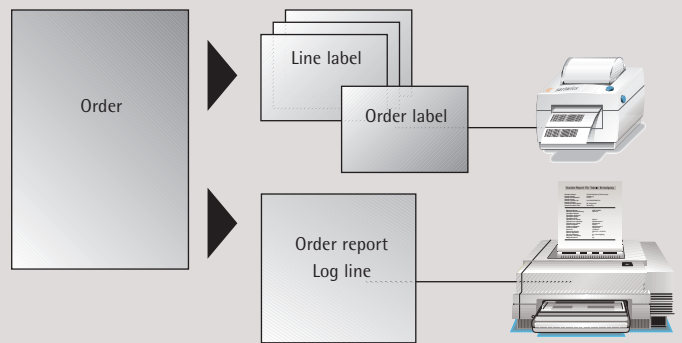 Order
Line label
Order label
Order report
Log line